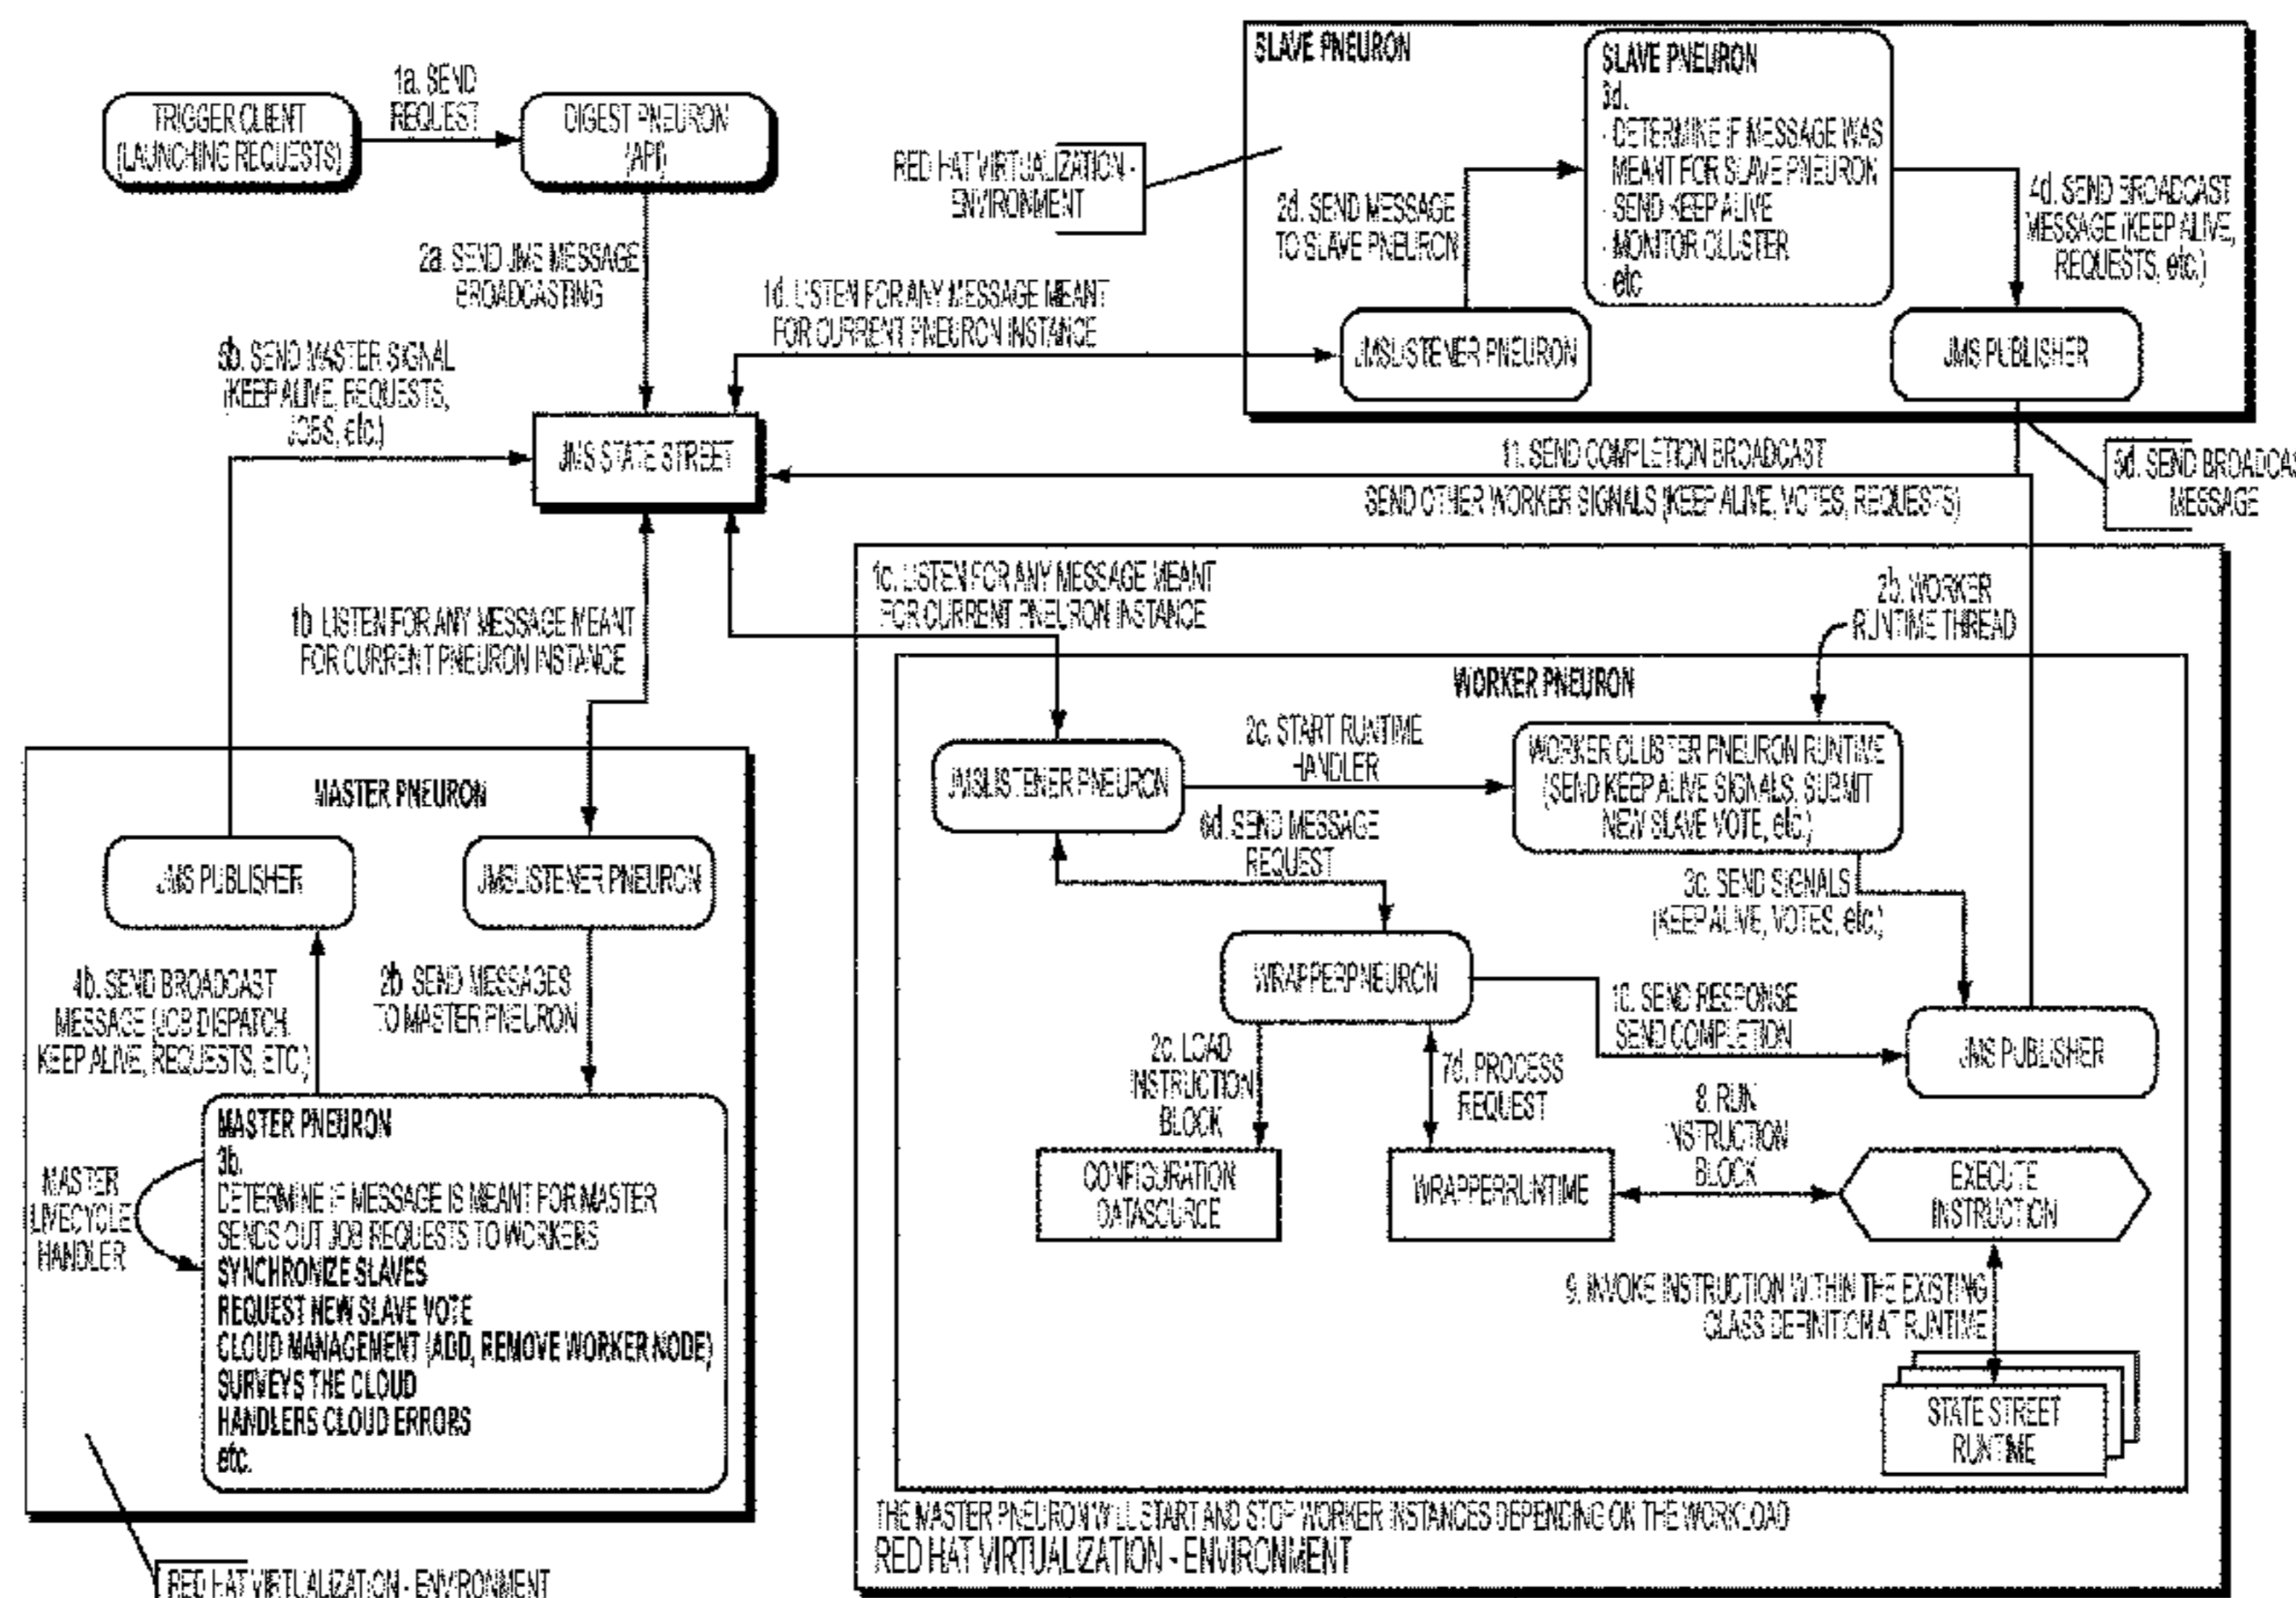 1a. SEND
REQUEST
TRIGGER CLIENT
(LAUNCHING REQUESTS)
DIGEST PNEURON
(API)
2a. SEND JMS MESSAGE
BROADCASTING
RED HAT VIRTUALIZATION -
ENVIRONMENT
SLAVE PNEURON
SLAVE PNEURON
3d.
- DETERMINE IF MESSAGE WAS
MEANT FOR SLAVE PNEURON
- SEND KEEP ALIVE
- MONITOR CLUSTER
- etc
2d. SEND MESSAGE
TO SLAVE PNEURON
4d. SEND BROADCAST
MESSAGE (KEEP ALIVE,
REQUESTS, etc.)
JMSLISTENER PNEURON
JMS PUBLISHER
1d. LISTEN FOR ANY MESSAGE MEANT
FOR CURRENT PNEURON INSTANCE
5b. SEND MASTER SIGNAL
(KEEP ALIVE, REQUESTS,
JOBS, etc.)
JMS STATE STREET
11. SEND COMPLETION BROADCAST
SEND OTHER WORKER SIGNALS (KEEP ALIVE, VOTES, REQUESTS)
5d. SEND BROADCAS
MESSAGE
1b. LISTEN FOR ANY MESSAGE MEANT
FOR CURRENT PNEURON INSTANCE
MASTER PNEURON
JMS PUBLISHER
JMSLISTENER PNEURON
4b. SEND BROADCAST
MESSAGE (JOB DISPATCH,
KEEP ALIVE, REQUESTS, ETC.)
2b. SEND MESSAGES
TO MASTER PNEURON
MASTER
LIVECYCLE
HANDLER
MASTER PNEURON
3b.
DETERMINE IF MESSAGE IS MEANT FOR MASTER
SENDS OUT JOB REQUESTS TO WORKERS
SYNCHRONIZE SLAVES
REQUEST NEW SLAVE VOTE
CLOUD MANAGEMENT (ADD, REMOVE WORKER NODE)
SURVEYS THE CLOUD
HANDLERS CLOUD ERRORS
etc.
RED HAT VIRTUALIZATION - ENVIRONMENT
1c. LISTEN FOR ANY MESSAGE MEANT
FOR CURRENT PNEURON INSTANCE
2b. WORKER
RUNTIME THREAD
WORKER PNEURON
JMSLISTENER PNEURON
2c. START RUNTIME
HANDLER
WORKER CLUSTER PNEURON RUNTIME
(SEND KEEP ALIVE SIGNALS, SUBMIT
NEW SLAVE VOTE, etc.)
6d. SEND MESSAGE
REQUEST
3c. SEND SIGNALS
(KEEP ALIVE, VOTES, etc.)
WRAPPERPNEURON
10. SEND RESPONSE
SEND COMPLETION
JMS PUBLISHER
2c. LOAD
INSTRUCTION
BLOCK
7d. PROCESS
REQUEST
8. RUN
INSTRUCTION
BLOCK
CONFIGURATION
DATASOURCE
WRAPPERRUNTIME
EXECUTE
INSTRUCTION
9. INVOKE INSTRUCTION WITHIN THE EXISTING
CLASS DEFINITION AT RUNTIME
STATE STREET
RUNTIME
THE MASTER PNEURON WILL START AND STOP WORKER INSTANCES DEPENDING ON THE WORKLOAD
RED HAT VIRTUALIZATION - ENVIRONMENT